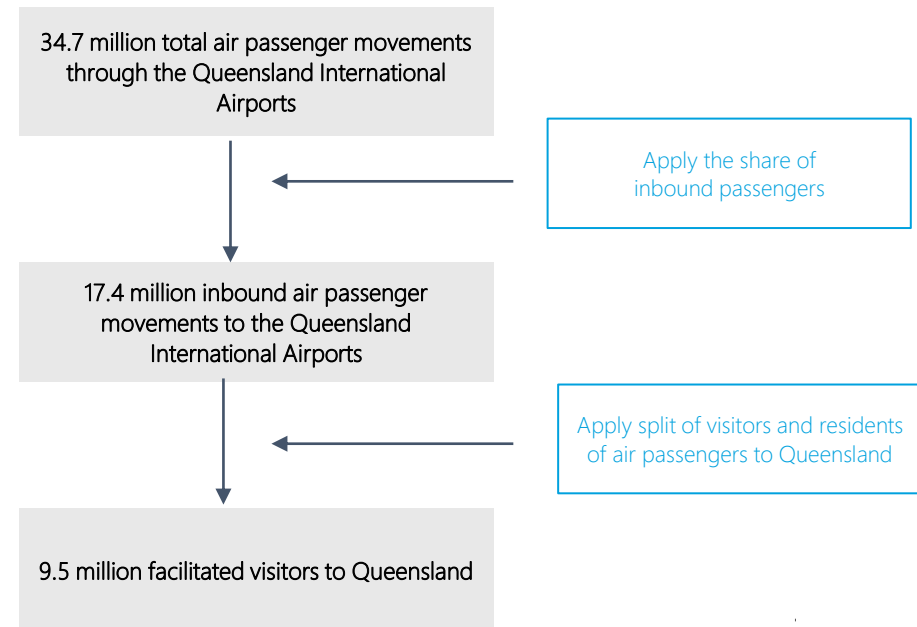 34.7 million total air passenger movements
through the Queensland International
Airports
Apply the share of
inbound passengers
17.4 million inbound air passenger
movements to the Queensland
International Airports
Apply split of visitors and residents
of air passengers to Queensland
9.5 million facilitated visitors to Queensland